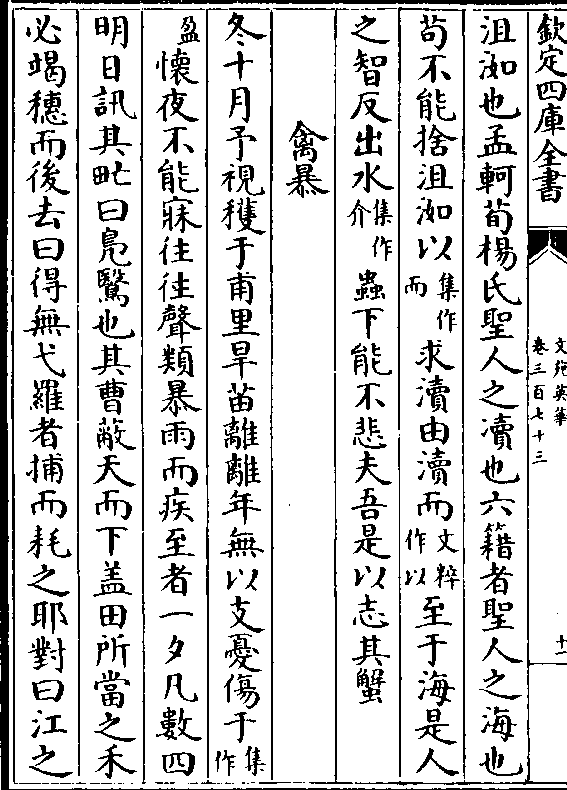 欽定四庫全書
文苑英華
卷三百七十三
十一
沮洳也孟軻荀楊氏聖人之瀆也六籍者聖人之海也
苟不能捨沮洳以集作而求瀆由瀆而文粹作以至于海是人
之智反出水集作介蟲下能不悲夫吾是以志其蟹
禽暴
冬十月予視穫于甫里旱苗離離年無以支憂傷于集作
盈懷夜不能寐往往聲類暴雨而疾至者一夕凡數四
明日訊其甿曰鳬鷖也其曹蔽天而下盖田所當之禾
必竭穗而後去曰得無弋羅者捕而耗之耶對曰江之